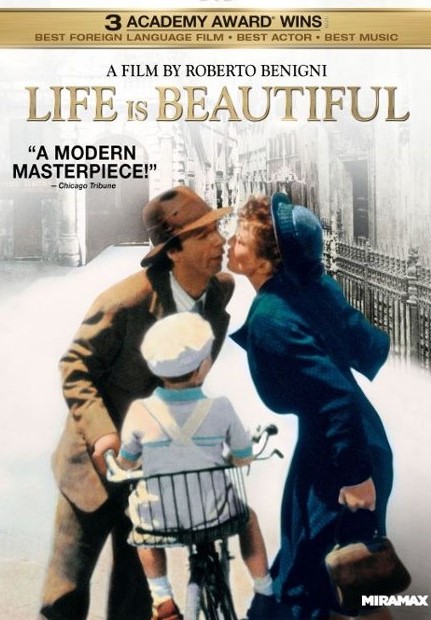 3 ACADEMY AWARD® WINS
BEST FOREIGN LANGUAGE FILM • BEST ACTOR • BEST MUSIC
A FILM BY ROBERTO BENIGNI
LIFE IS BEAUTIFUL
“A MODERN
MASTERPIECE!”
– Chicago Tribune
MIRAMAX